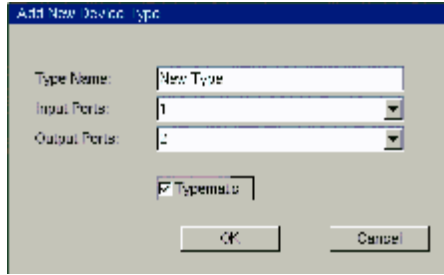 Add New Device Type
Type Name: New Type
Input Ports: 1
Output Ports: 2
Typematic
OK Cancel